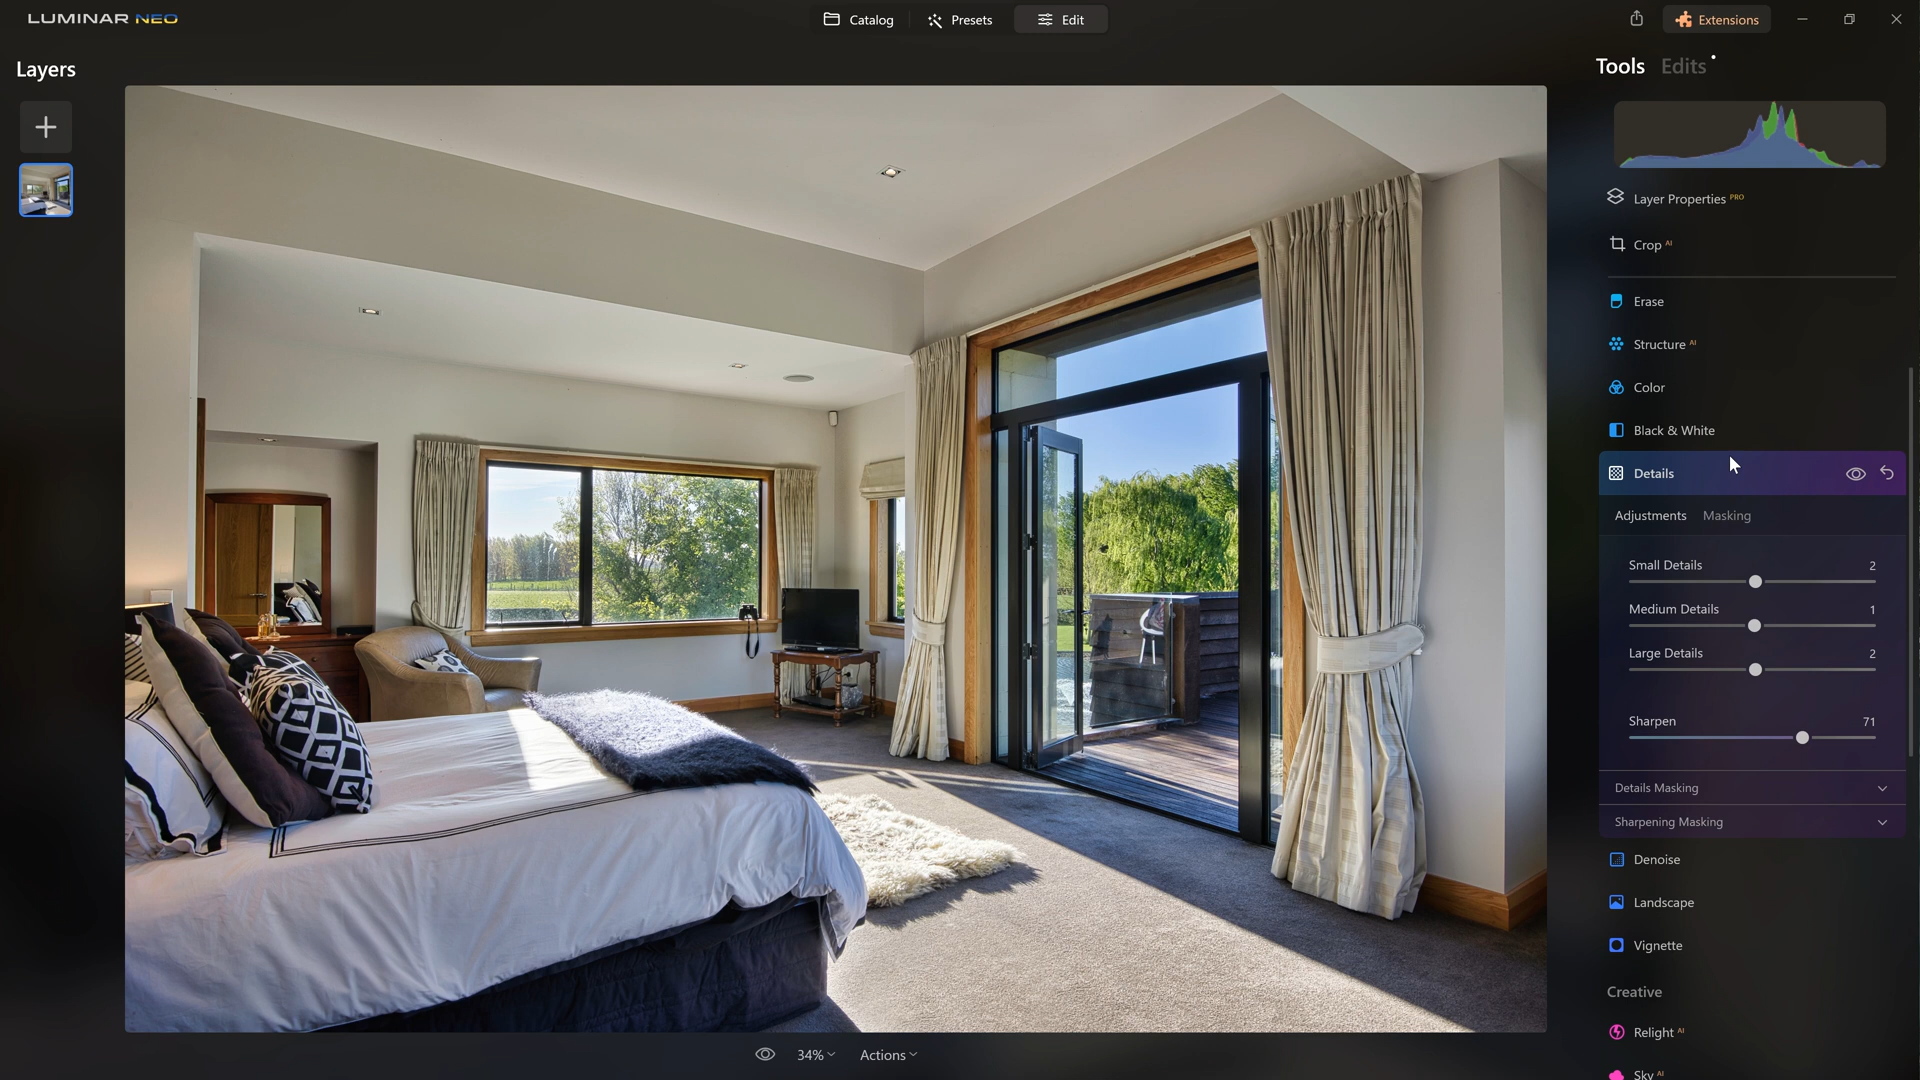 LUMINAR NEO
Catalog
Presets
Edit
Extensions
Layers
Tools
Edits
Layer Properties PRO
Crop AI
Erase
Structure AI
Color
Black & White
Details
Adjustments
Masking
Small Details 2
Medium Details 1
Large Details 2
Sharpen 71
Details Masking
Sharpening Masking
Denoise
Landscape
Vignette
Creative
Relight AI
Sky AI
34%
Actions